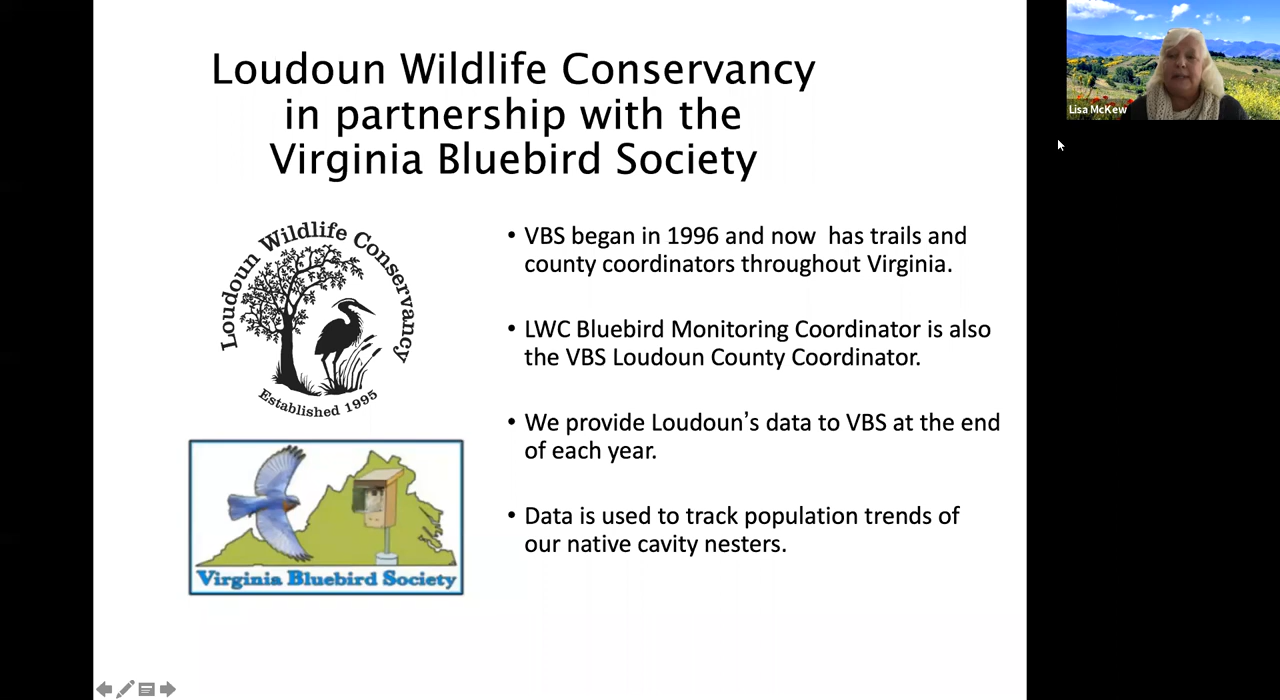 Loudoun Wildlife Conservancy
in partnership with the
Virginia Bluebird Society
Lisa McKew
Loudoun Wildlife Conservancy
Established 1995
Virginia Bluebird Society
• VBS began in 1996 and now  has trails and
county coordinators throughout Virginia.
• LWC Bluebird Monitoring Coordinator is also
the VBS Loudoun County Coordinator.
• We provide Loudoun’s data to VBS at the end
of each year.
• Data is used to track population trends of
our native cavity nesters.